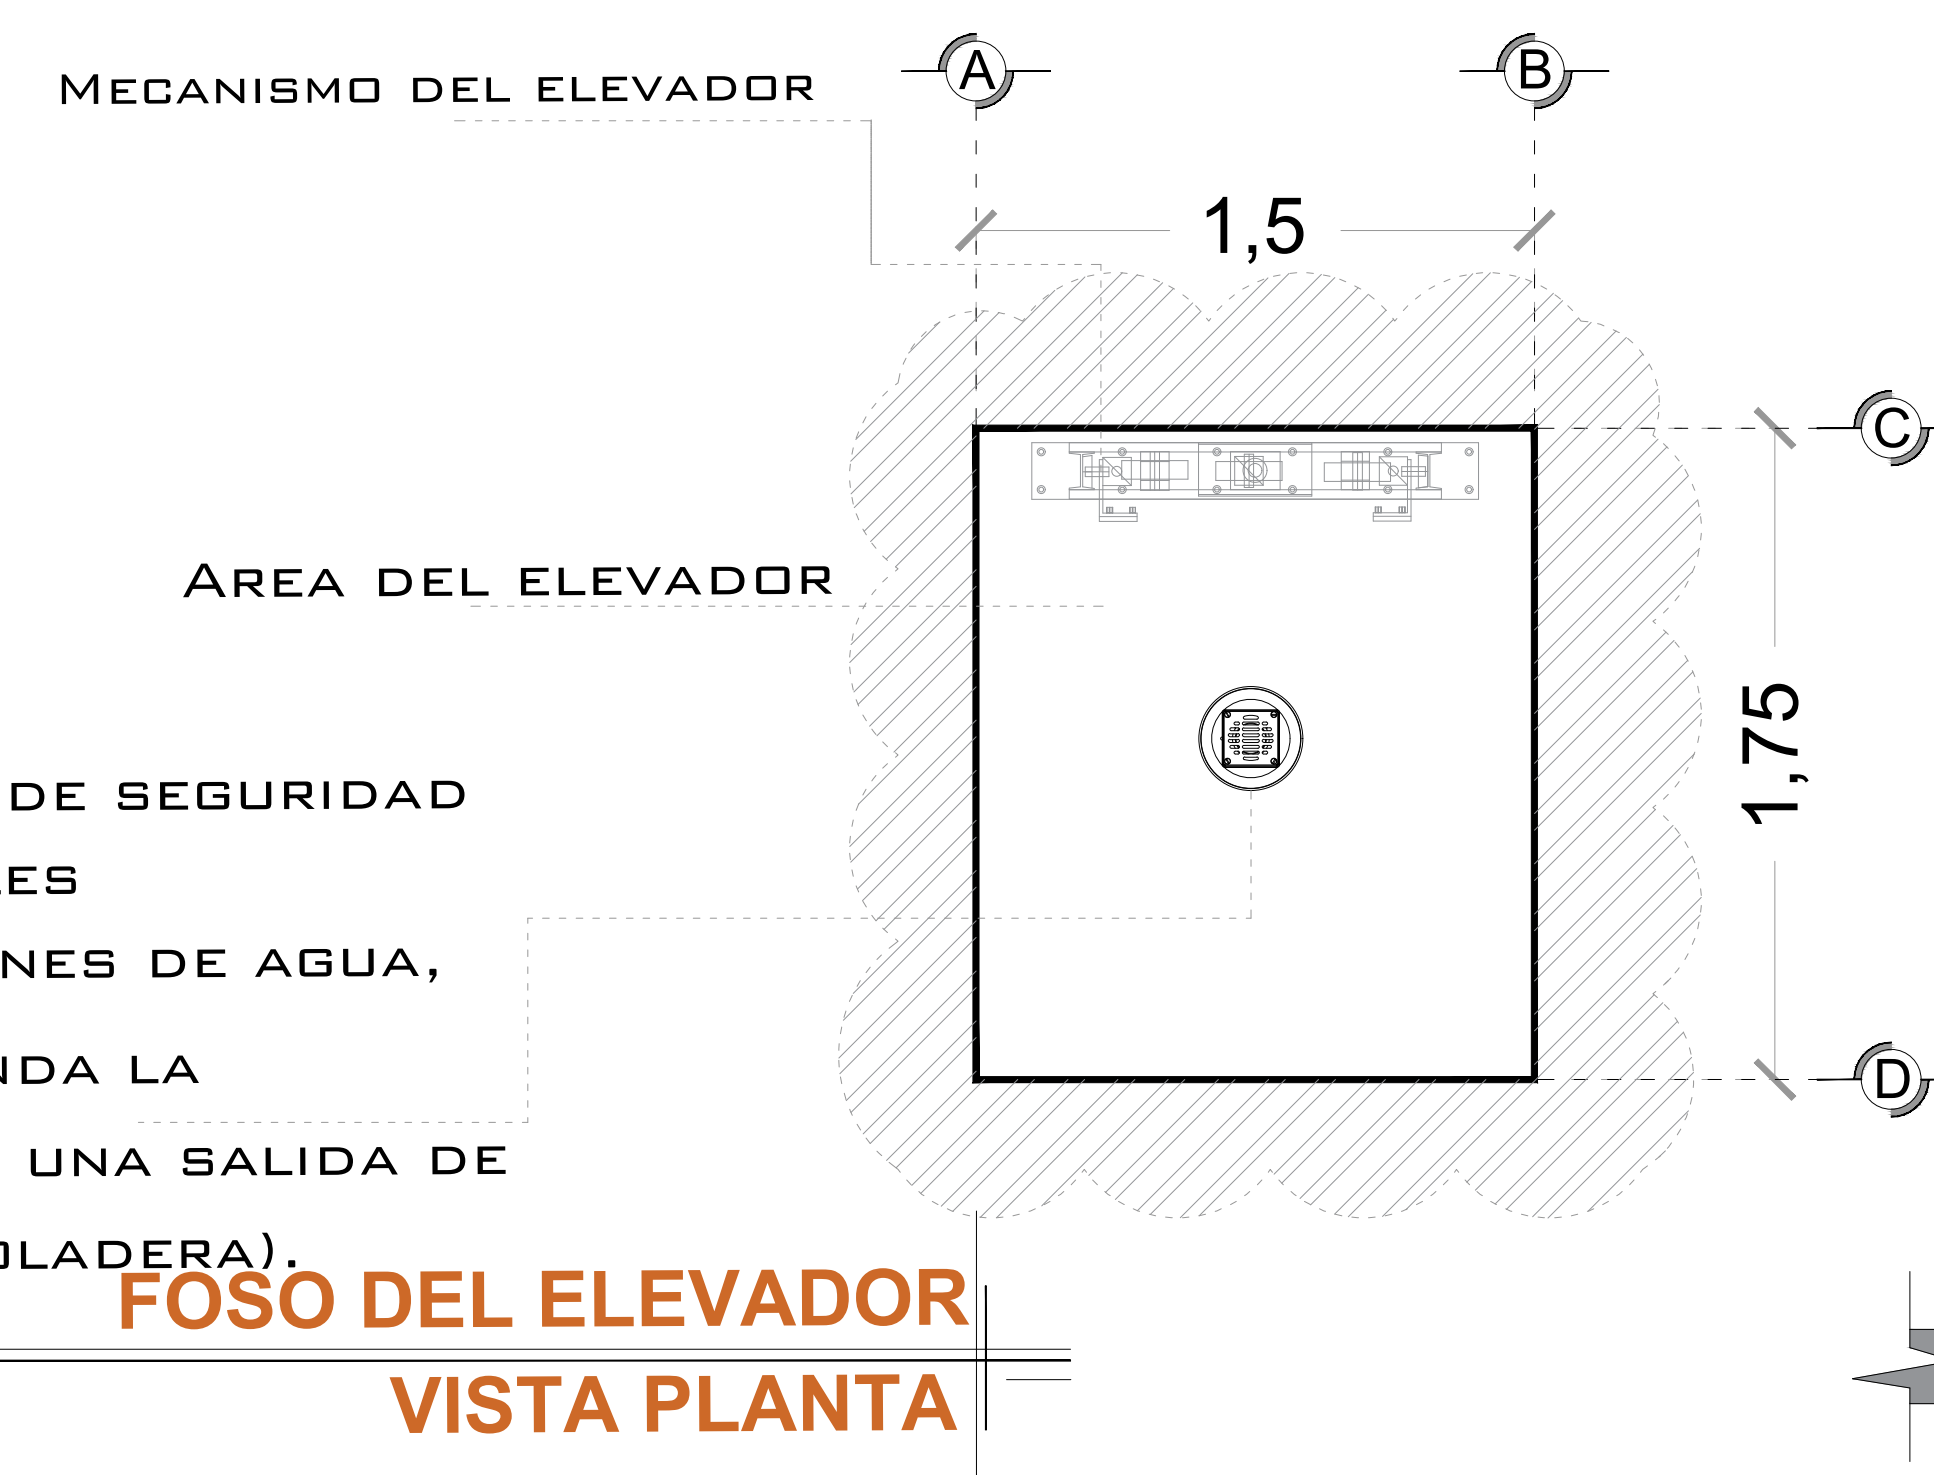 MECANISMO DEL ELEVADOR
A
B
1,5
C
AREA DEL ELEVADOR
1,75
DE SEGURIDAD
ES
NES DE AGUA,
NDA LA
D
UNA SALIDA DE
OLADERA).
FOSO DEL ELEVADOR
VISTA PLANTA